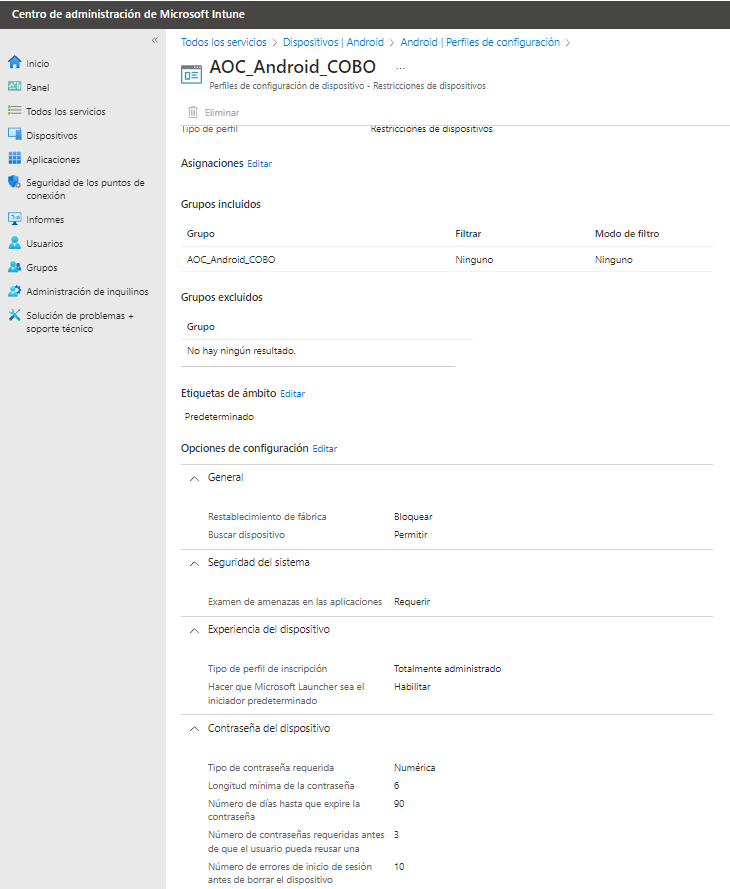 Centro de administración de Microsoft Intune
«
Inicio
Panel
Todos los servicios
Dispositivos
Aplicaciones
Seguridad de los puntos de
conexión
Informes
Usuarios
Grupos
Administración de inquilinos
Solución de problemas +
soporte técnico
Todos los servicios > Dispositivos | Android > Android | Perfiles de configuración >
AOC_Android_COBO ...
Perfiles de configuración de dispositivo - Restricciones de dispositivos
Eliminar
Tipo de perfil Restricciones de dispositivos
Asignaciones Editar
Grupos incluidos
Grupo Filtrar Modo de filtro
AOC_Android_COBO Ninguno Ninguno
Grupos excluidos
Grupo
No hay ningún resultado.
Etiquetas de ámbito Editar
Predeterminado
Opciones de configuración Editar
General
Restablecimiento de fábrica Bloquear
Buscar dispositivo Permitir
Seguridad del sistema
Examen de amenazas en las aplicaciones Requerir
Experiencia del dispositivo
Tipo de perfil de inscripción Totalmente administrado
Hacer que Microsoft Launcher sea el Habilitar
iniciador predeterminado
Contraseña del dispositivo
Tipo de contraseña requerida Numérica
Longitud mínima de la contraseña 6
Número de días hasta que expire la 90
contraseña
Número de contraseñas requeridas antes 3
de que el usuario pueda reusar una
Número de errores de inicio de sesión 10
antes de borrar el dispositivo